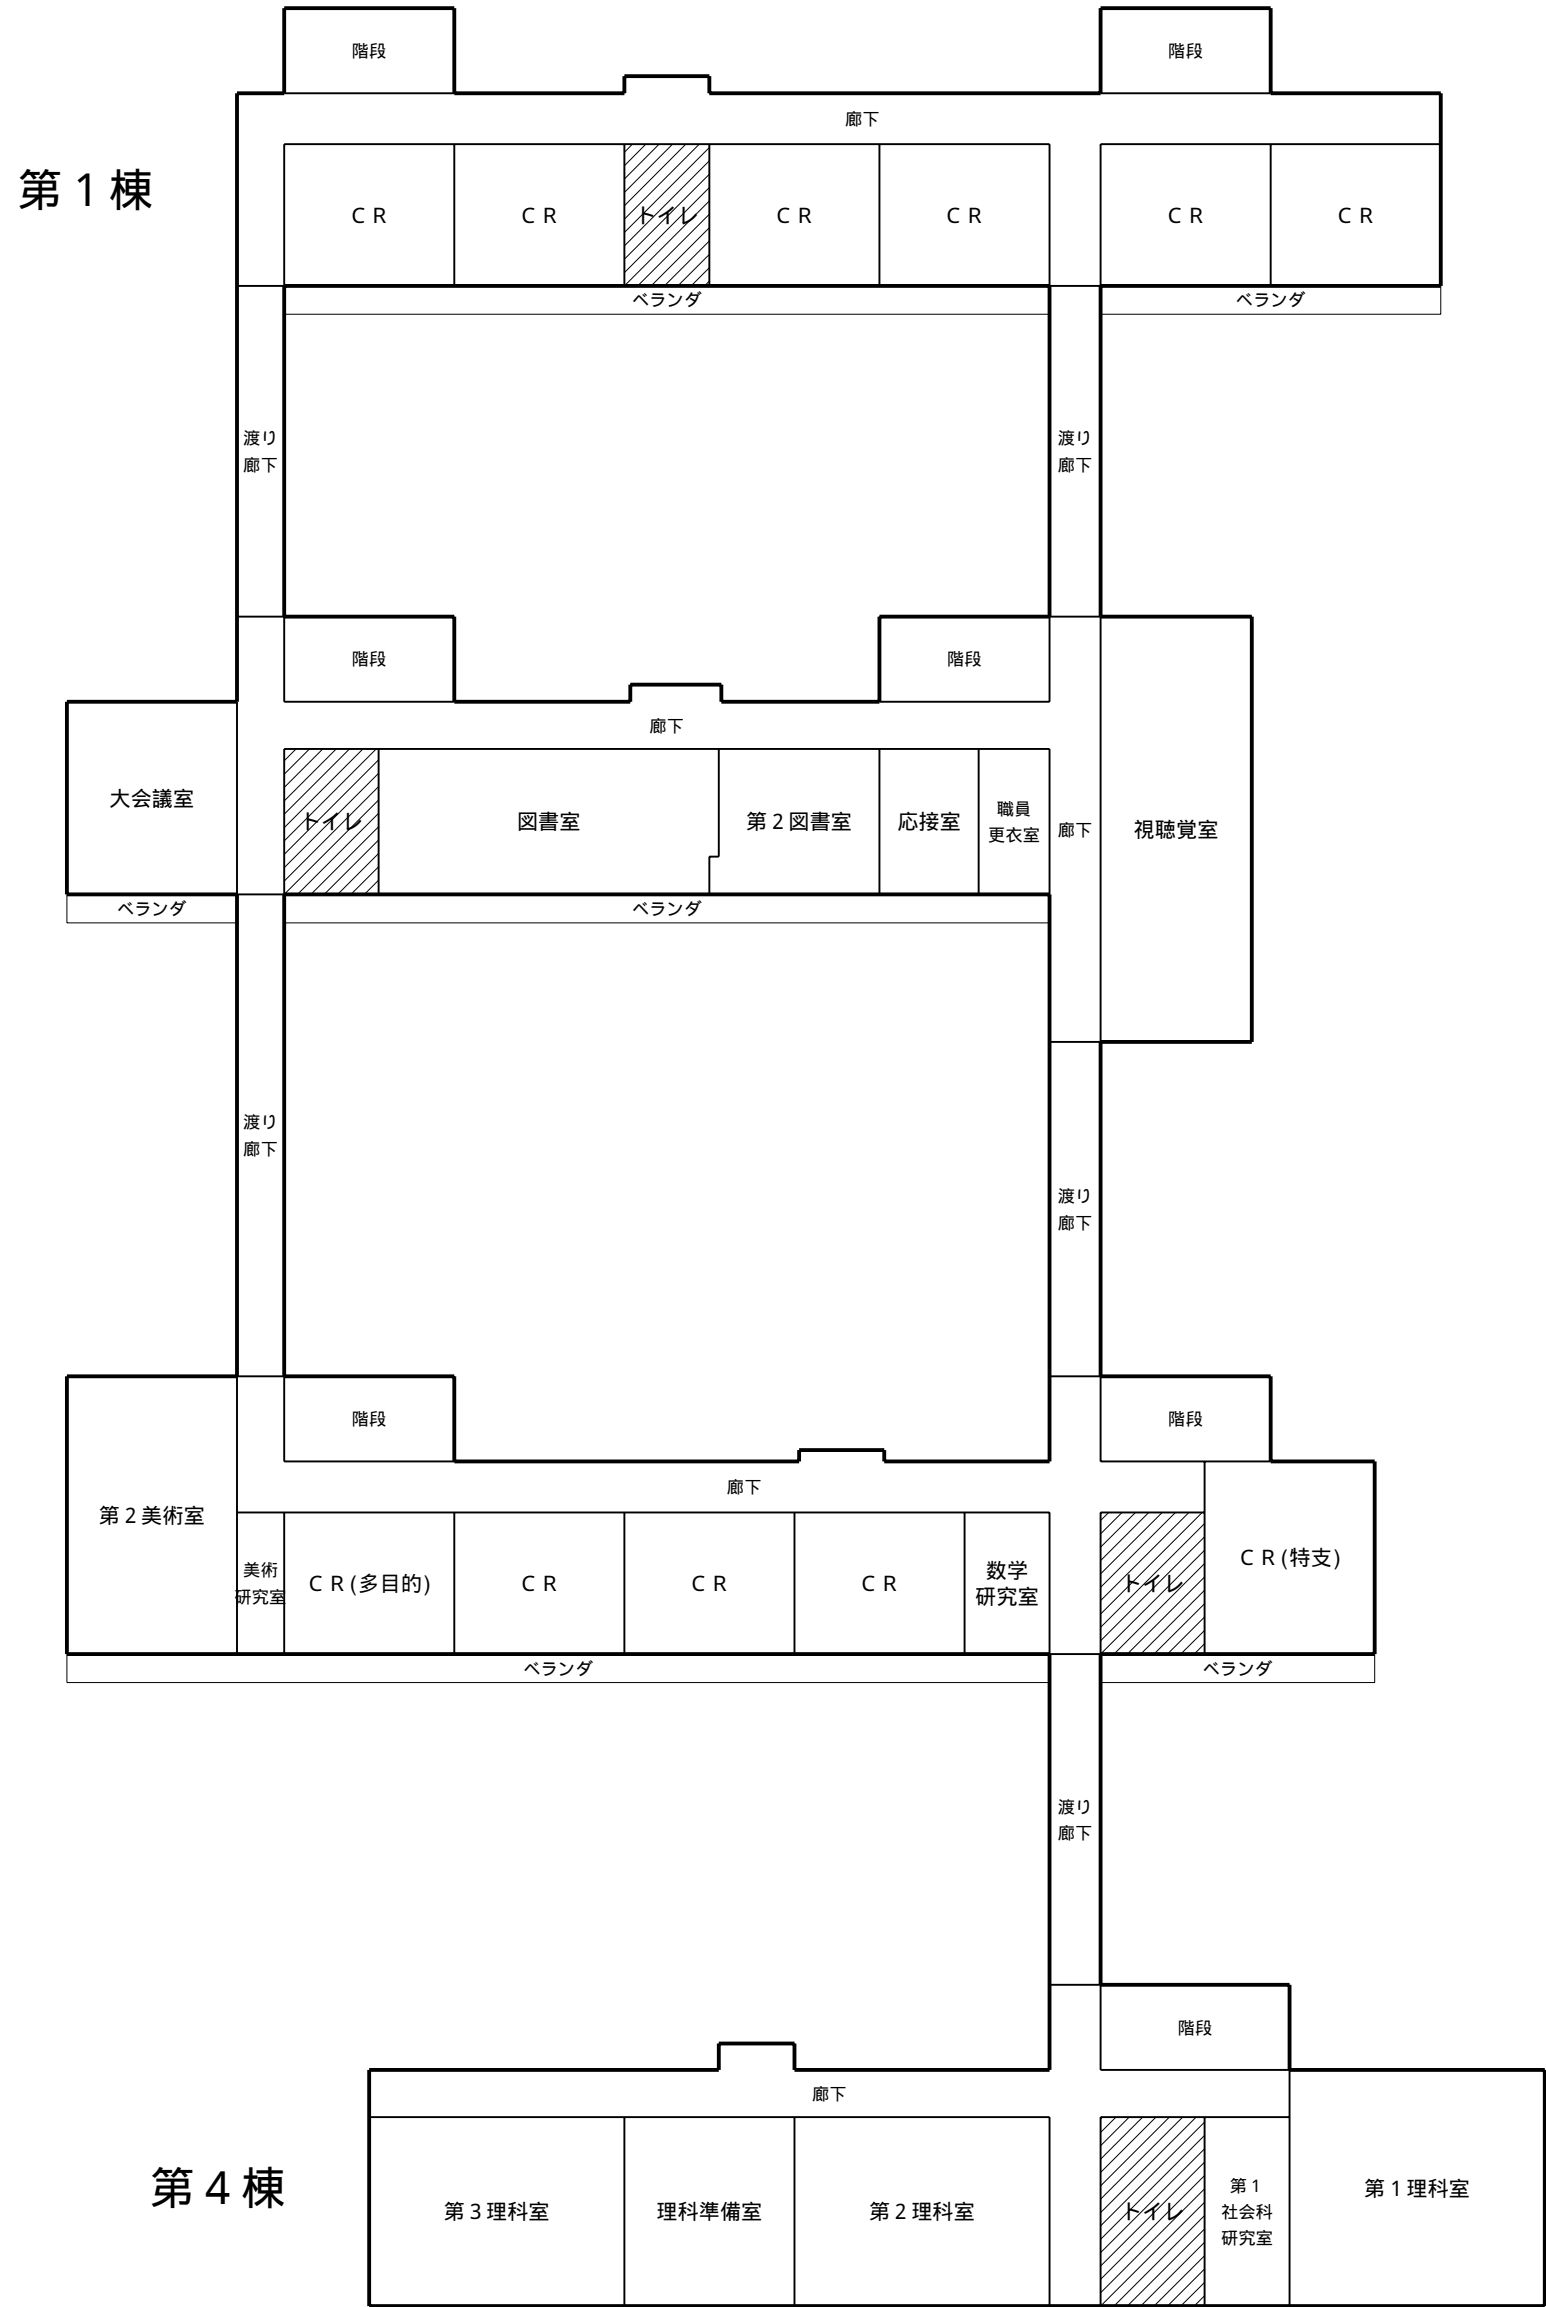 階段
階段
廊下
第1棟
ＣＲ
ＣＲ
トイレ
ＣＲ
ＣＲ
ＣＲ
ＣＲ
ベランダ
ベランダ
渡り
廊下
渡り
廊下
階段
階段
廊下
大会議室
トイレ
図書室
第2図書室
応接室
職員
更衣室
廊下
視聴覚室
ベランダ
ベランダ
渡り
廊下
渡り
廊下
階段
階段
廊下
第2美術室
美術
研究室
ＣＲ(多目的)
ＣＲ
ＣＲ
ＣＲ
数学
研究室
トイレ
ＣＲ(特支)
ベランダ
ベランダ
渡り
廊下
階段
廊下
第4棟
第3理科室
理科準備室
第2理科室
トイレ
第1
社会科
研究室
第1理科室